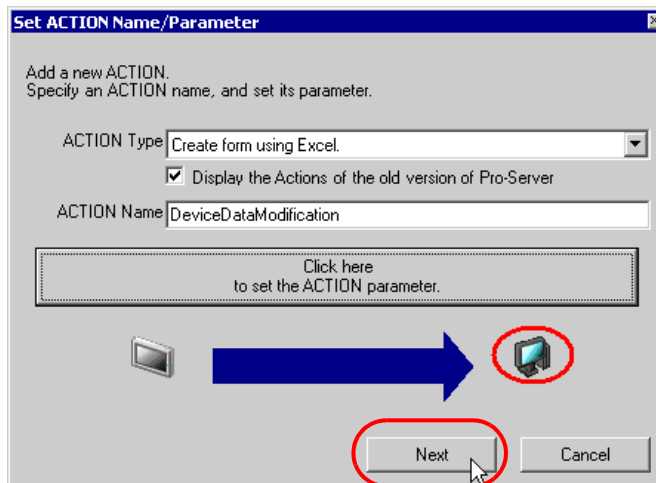 Set ACTION Name/Parameter
Add a new ACTION.
Specify an ACTION name, and set its parameter.
ACTION Type Create form using Excel.
Display the Actions of the old version of Pro-Server
ACTION Name DeviceDataModification
Click here
to set the ACTION parameter.
Next Cancel